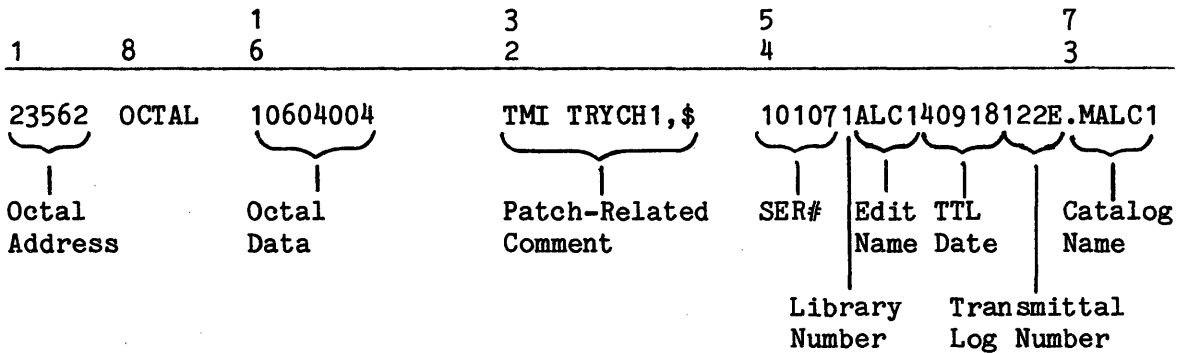 1 3 5 7
1 8 6 2 4 3
23562 OCTAL 10604004 TMI TRYCH1,$ 101071ALC140918122E.MALC1
Octal Octal Patch-Related SER# Edit TTL Catalog
Address Data Comment Name Date Name
Library Transmittal
Number Log Number